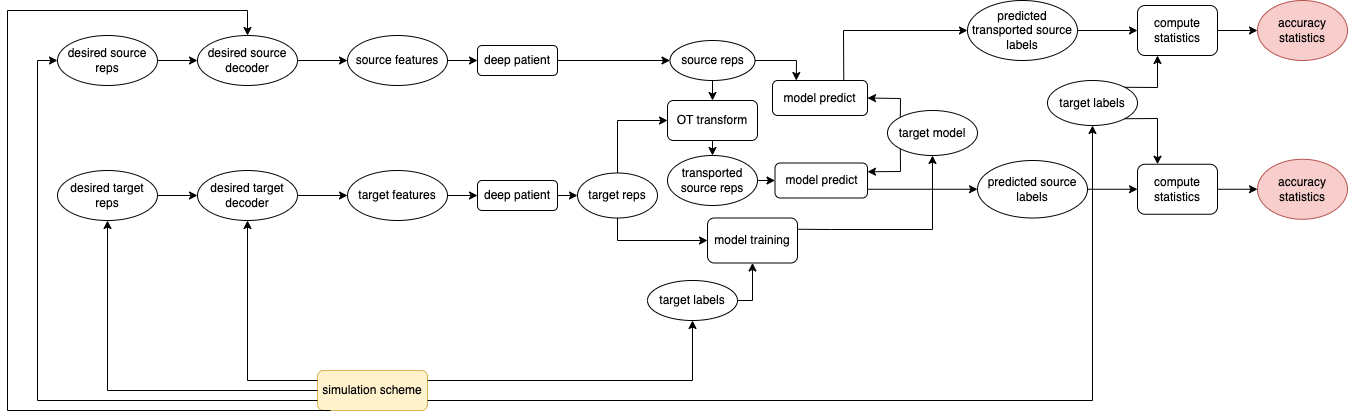 desired source
reps
desired source
decoder
source features
deep patient
source reps
model predict
predicted
transported source
labels
compute
statistics
accuracy
statistics
OT transform
target labels
target model
desired target
reps
desired target
decoder
target features
deep patient
target reps
transported
source reps
model predict
predicted source
labels
compute
statistics
accuracy
statistics
model training
target labels
simulation scheme